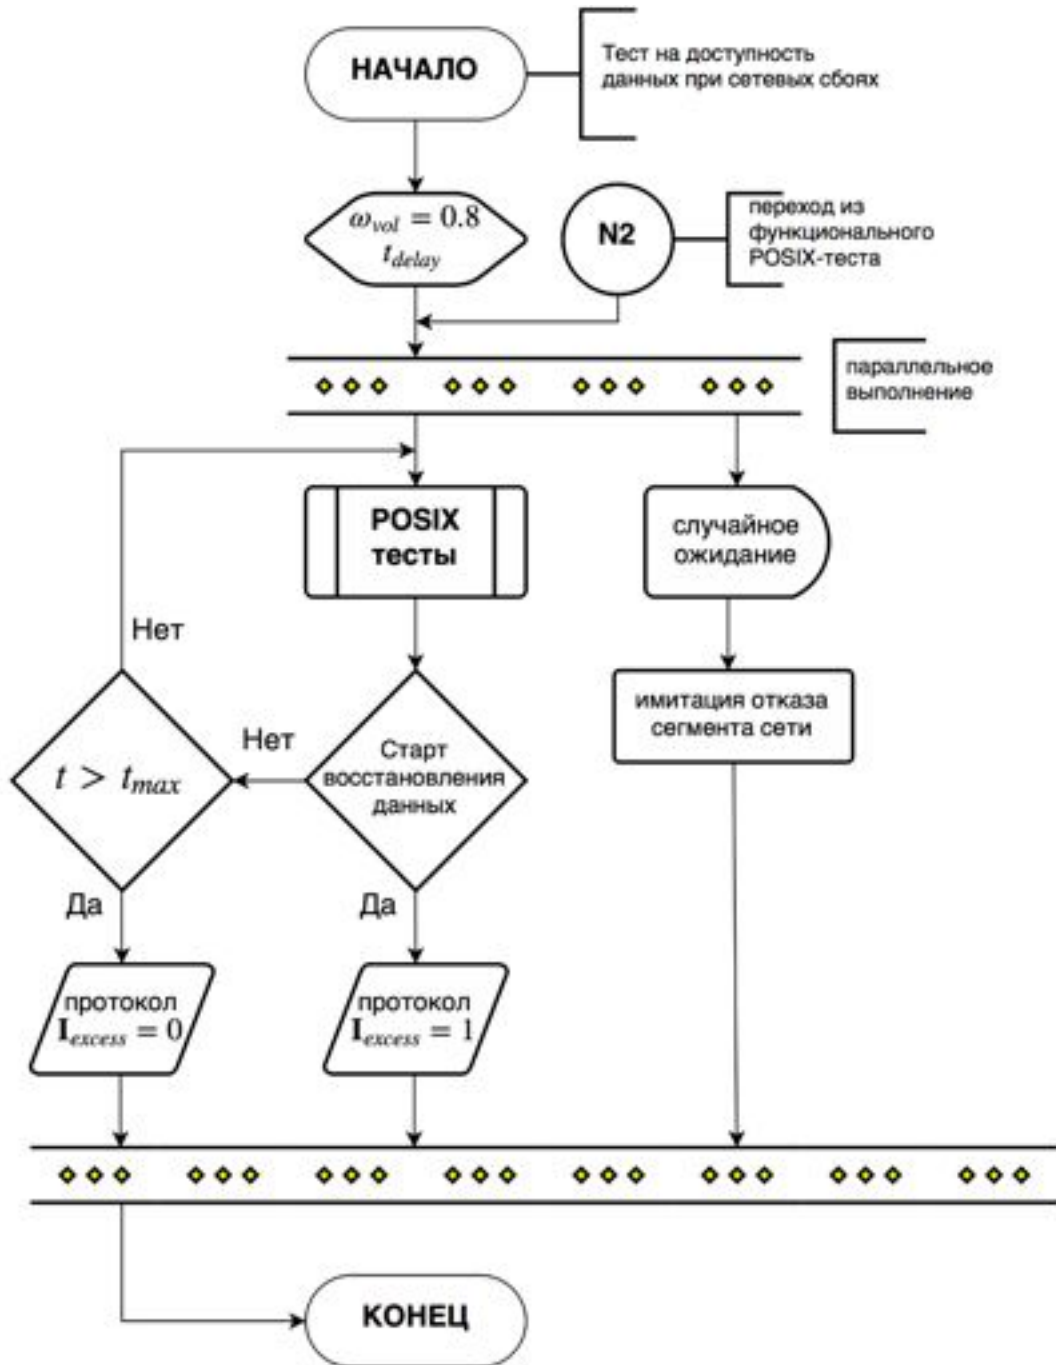 НАЧАЛО
Тест на доступность
данных при сетевых сбоях
ω_vol = 0.8
t_delay
N2
переход из
функционального
POSIX-теста
параллельное
выполнение
POSIX
тесты
случайное
ожидание
Нет
имитация отказа
сегмента сети
t > t_max
Нет
Старт
восстановления
данных
Да
Да
протокол
I_excess = 0
протокол
I_excess = 1
КОНЕЦ